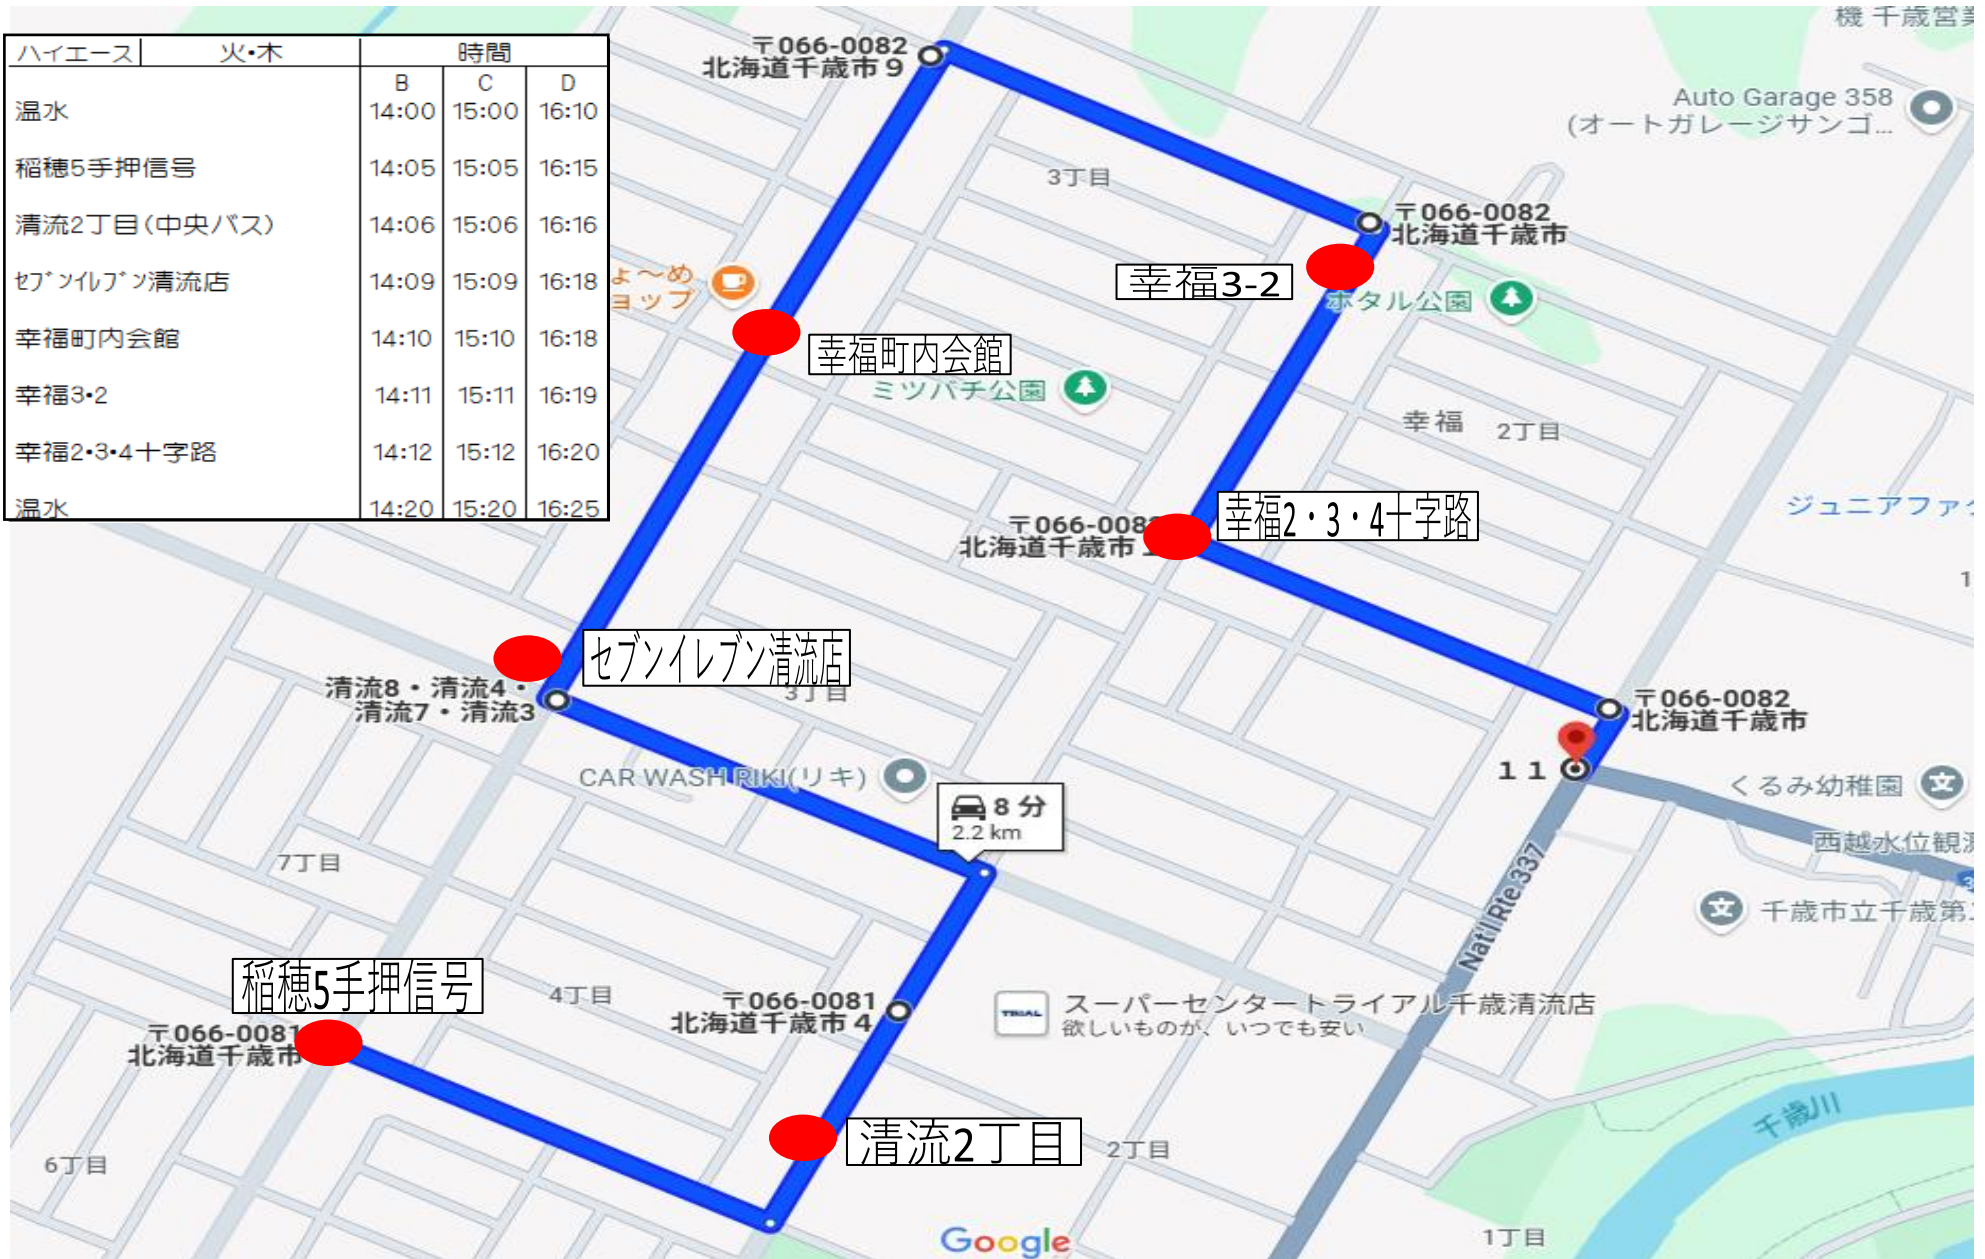 ハイエース 火・木 時間
B C D
温水 14:00 15:00 16:10
稲穂5手押信号 14:05 15:05 16:15
清流2丁目(中央バス) 14:06 15:06 16:16
ｾﾌﾞﾝｲﾚﾌﾞﾝ清流店 14:09 15:09 16:18
幸福町内会館 14:10 15:10 16:18
幸福3・2 14:11 15:11 16:19
幸福2・3・4十字路 14:12 15:12 16:20
温水 14:20 15:20 16:25
〒066-0082
北海道千歳市 9
機 千歳営業
Auto Garage 358
(オートガレージサンゴ...
3丁目
〒066-0082
北海道千歳市
幸福3-2
ホタル公園
ょ～め
ョップ
幸福町内会館
ミツバチ公園
幸福 2丁目
ジュニアファク
幸福2・3・4十字路
〒066-008
北海道千歳市
1
セブンイレブン清流店
清流8・清流4・
清流7・清流3
3丁目
〒066-0082
北海道千歳市
11
CAR WASH RIKI(リキ)
くるみ幼稚園
8 分
2.2 km
西越水位観測
7丁目
Nat'l Rte 337
千歳市立千歳第
稲穂5手押信号
4丁目
〒066-0081
北海道千歳市 4
TRIAL
スーパーセンタートライアル千歳清流店
欲しいものが、いつでも安い
〒066-0081
北海道千歳市
清流2丁目
2丁目
千歳川
6丁目
Google
1丁目